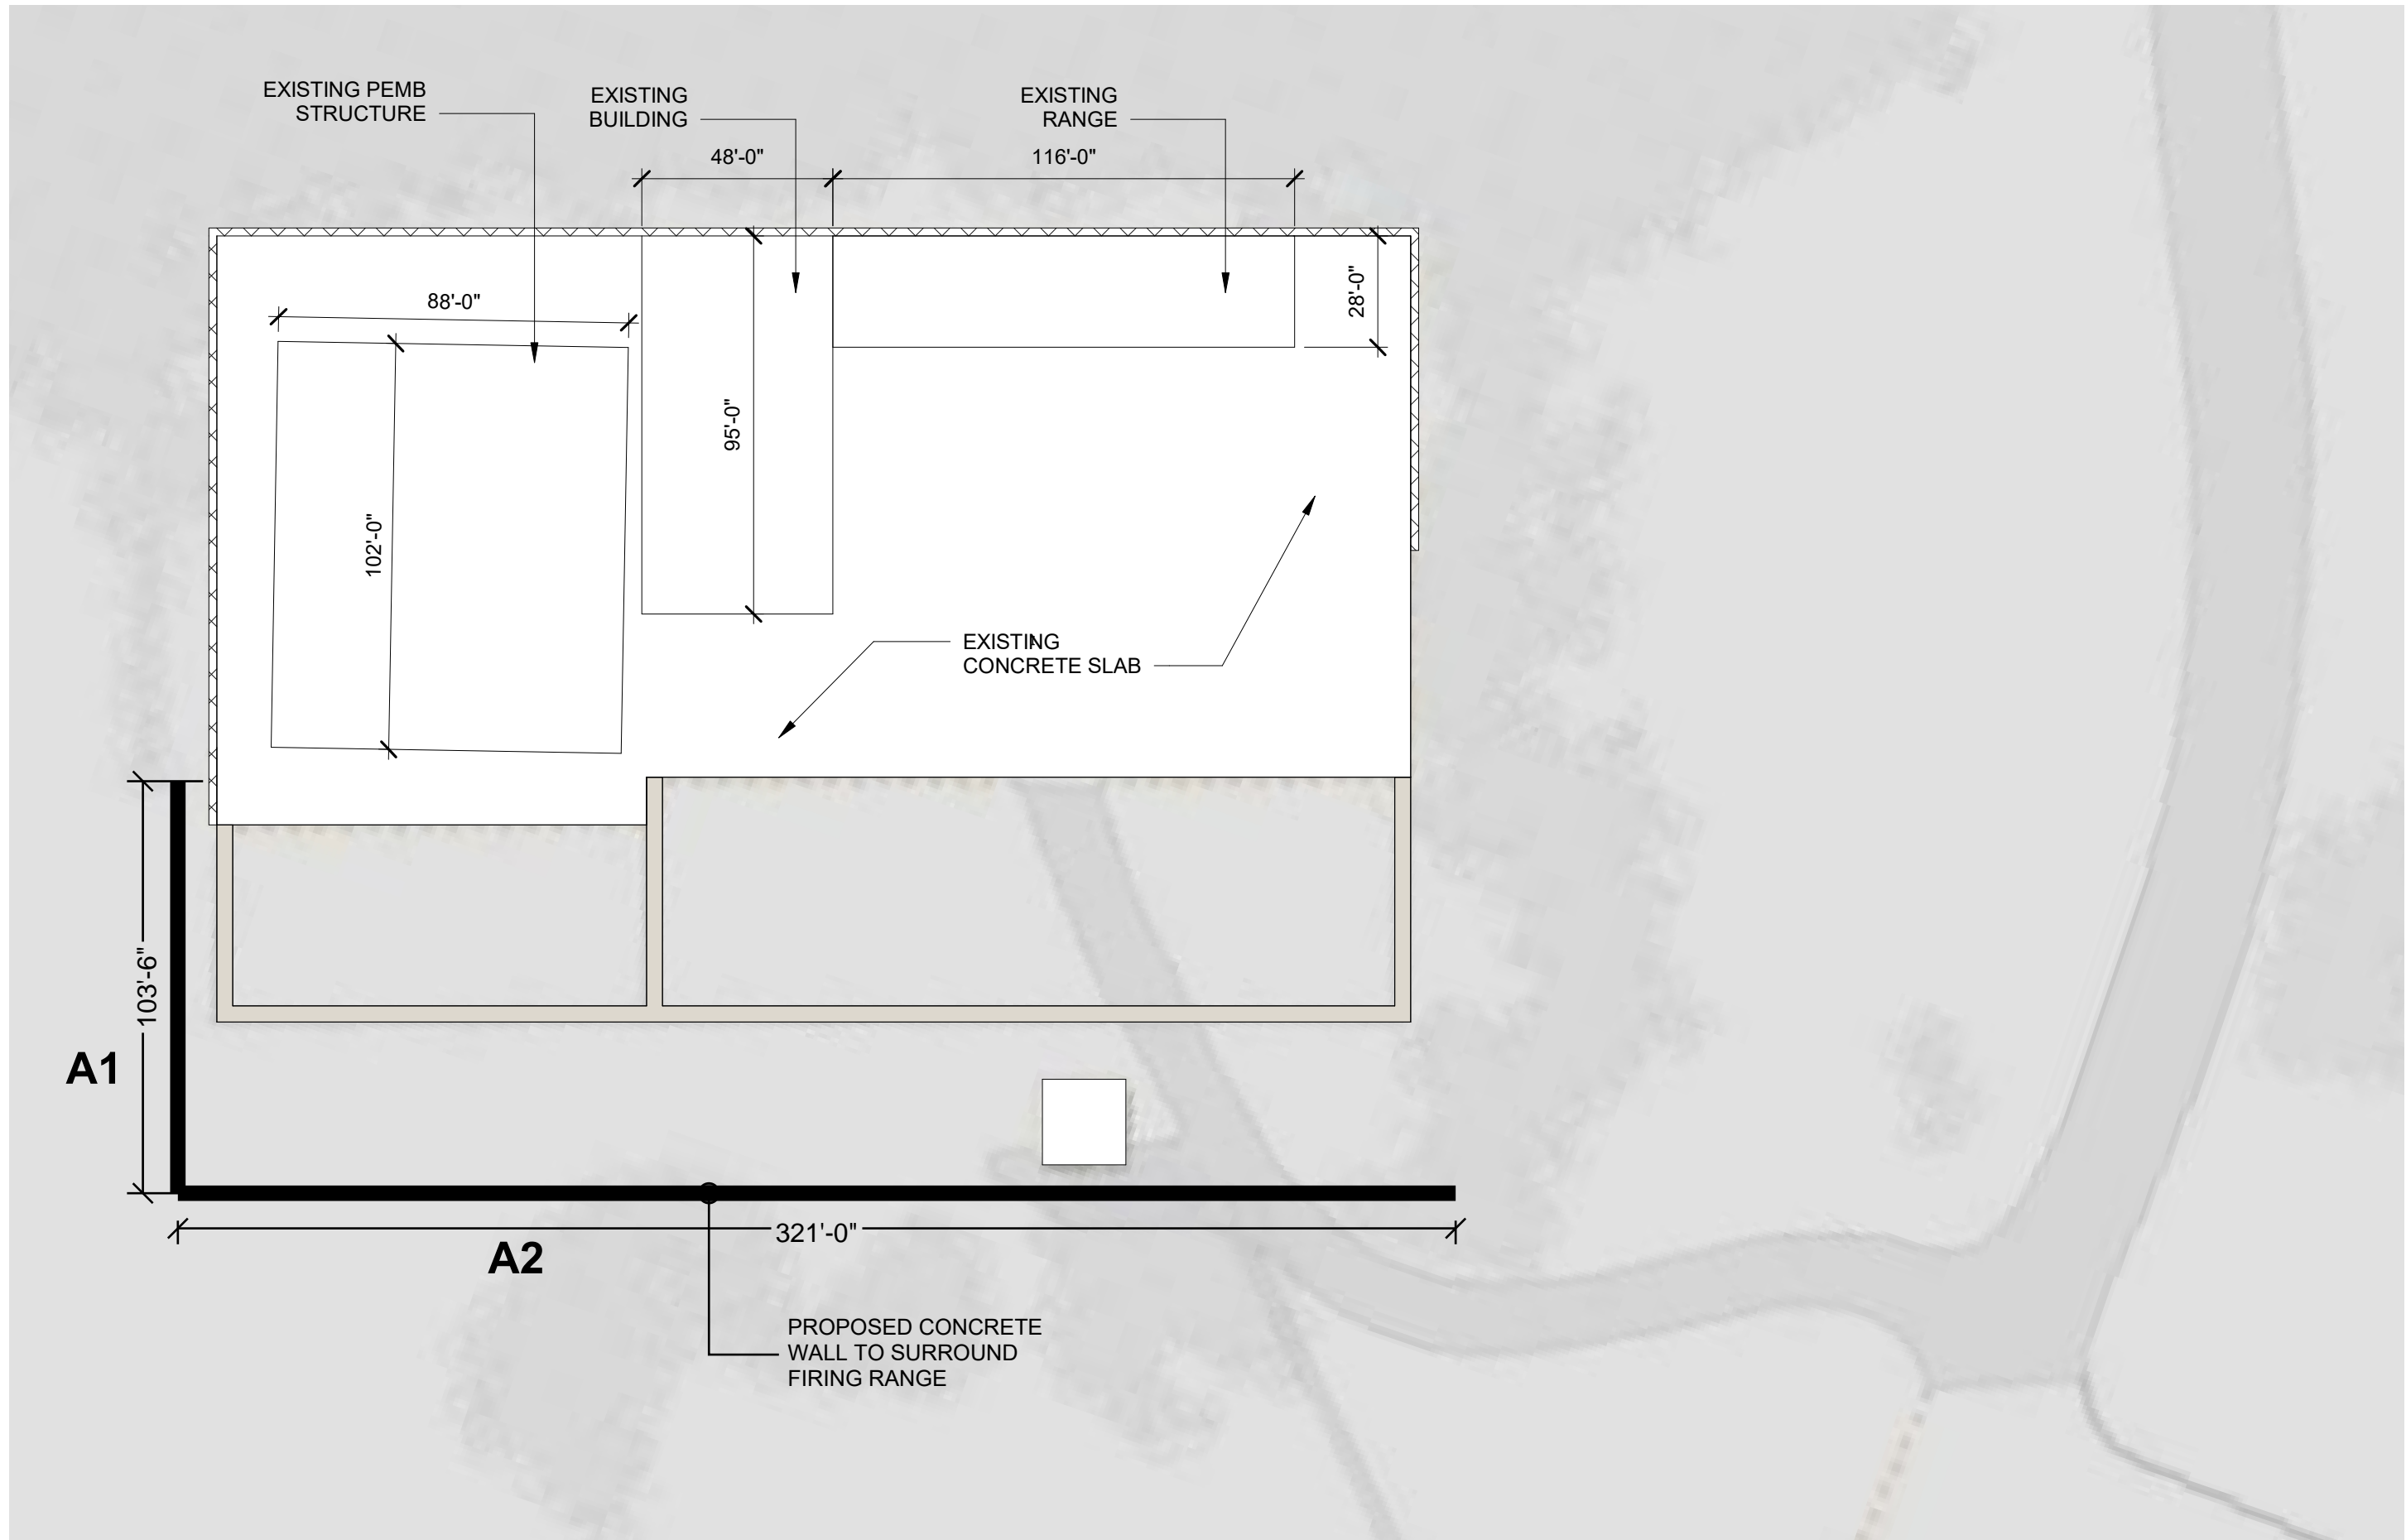 EXISTING PEMB
STRUCTURE
EXISTING
BUILDING
EXISTING
RANGE
48'-0"
116'-0"
88'-0"
28'-0"
95'-0"
102'-0"
EXISTING
CONCRETE SLAB
103'-6"
A1
321'-0"
A2
PROPOSED CONCRETE
WALL TO SURROUND
FIRING RANGE